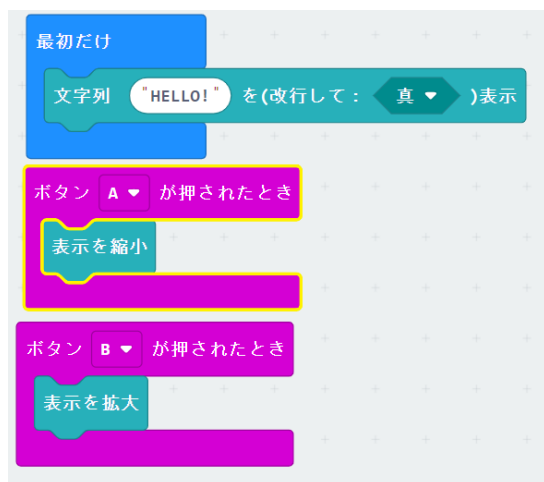 最初だけ
文字列 "HELLO!" を(改行して: 真 )表示
ボタン A が押されたとき
表示を縮小
ボタン B が押されたとき
表示を拡大